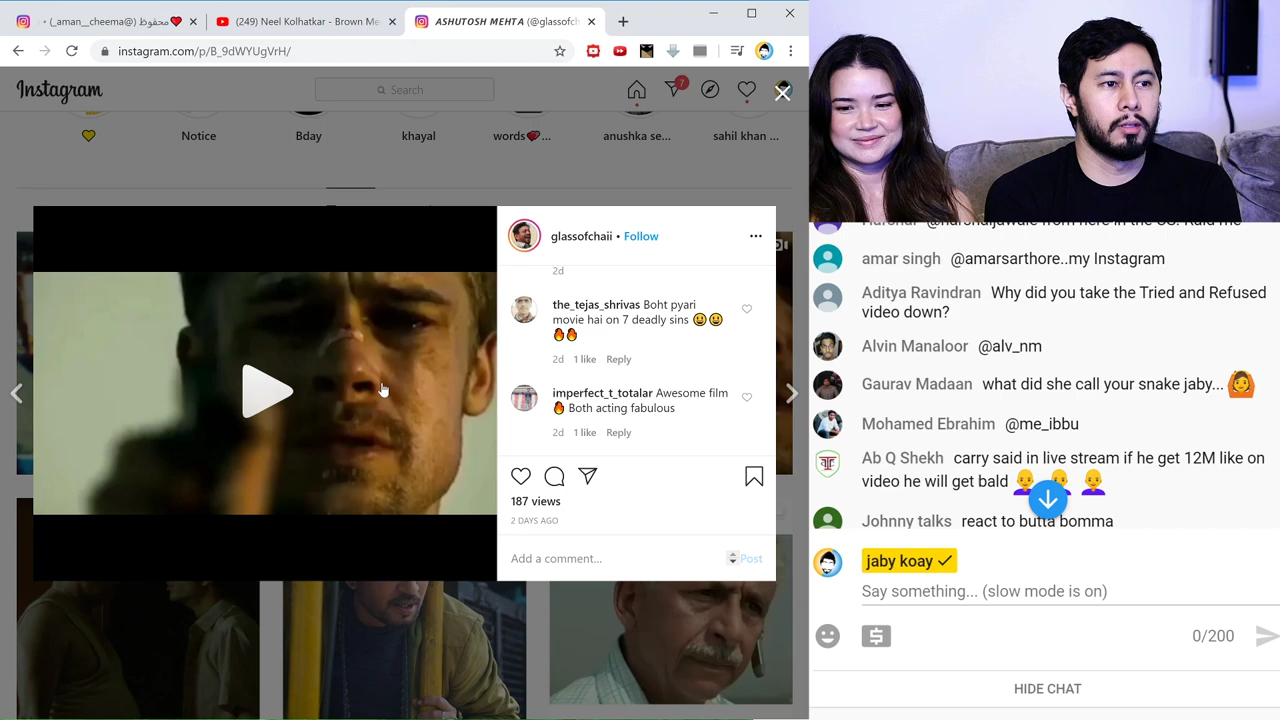 محفوظ (@_aman__cheema_)
(249) Neel Kolhatkar - Brown Me
ASHUTOSH MEHTA (@glassofch
instagram.com/p/B_9dWYUgVrH/
Instagram
Search
7
Notice
Bday
khayal
words❤...
anushka se...
sahil khan ...
glassofchaii • Follow
2d
the_tejas_shrivas Boht pyari
movie hai on 7 deadly sins 😀😀
🔥🔥
2d 1 like Reply
imperfect_t_totalar Awesome film
🔥 Both acting fabulous
2d 1 like Reply
187 views
2 DAYS AGO
Add a comment...
Post
amar singh @amarsarthore..my Instagram
Aditya Ravindran Why did you take the Tried and Refused
video down?
Alvin Manaloor @alv_nm
Gaurav Madaan what did she call your snake jaby...🙆
Mohamed Ebrahim @me_ibbu
Ab Q Shekh carry said in live stream if he get 12M like on
video he will get bald 👩‍🦲👩‍🦲👩‍🦲
Johnny talks react to butta bomma
jaby koay ✓
Say something... (slow mode is on)
0/200
HIDE CHAT